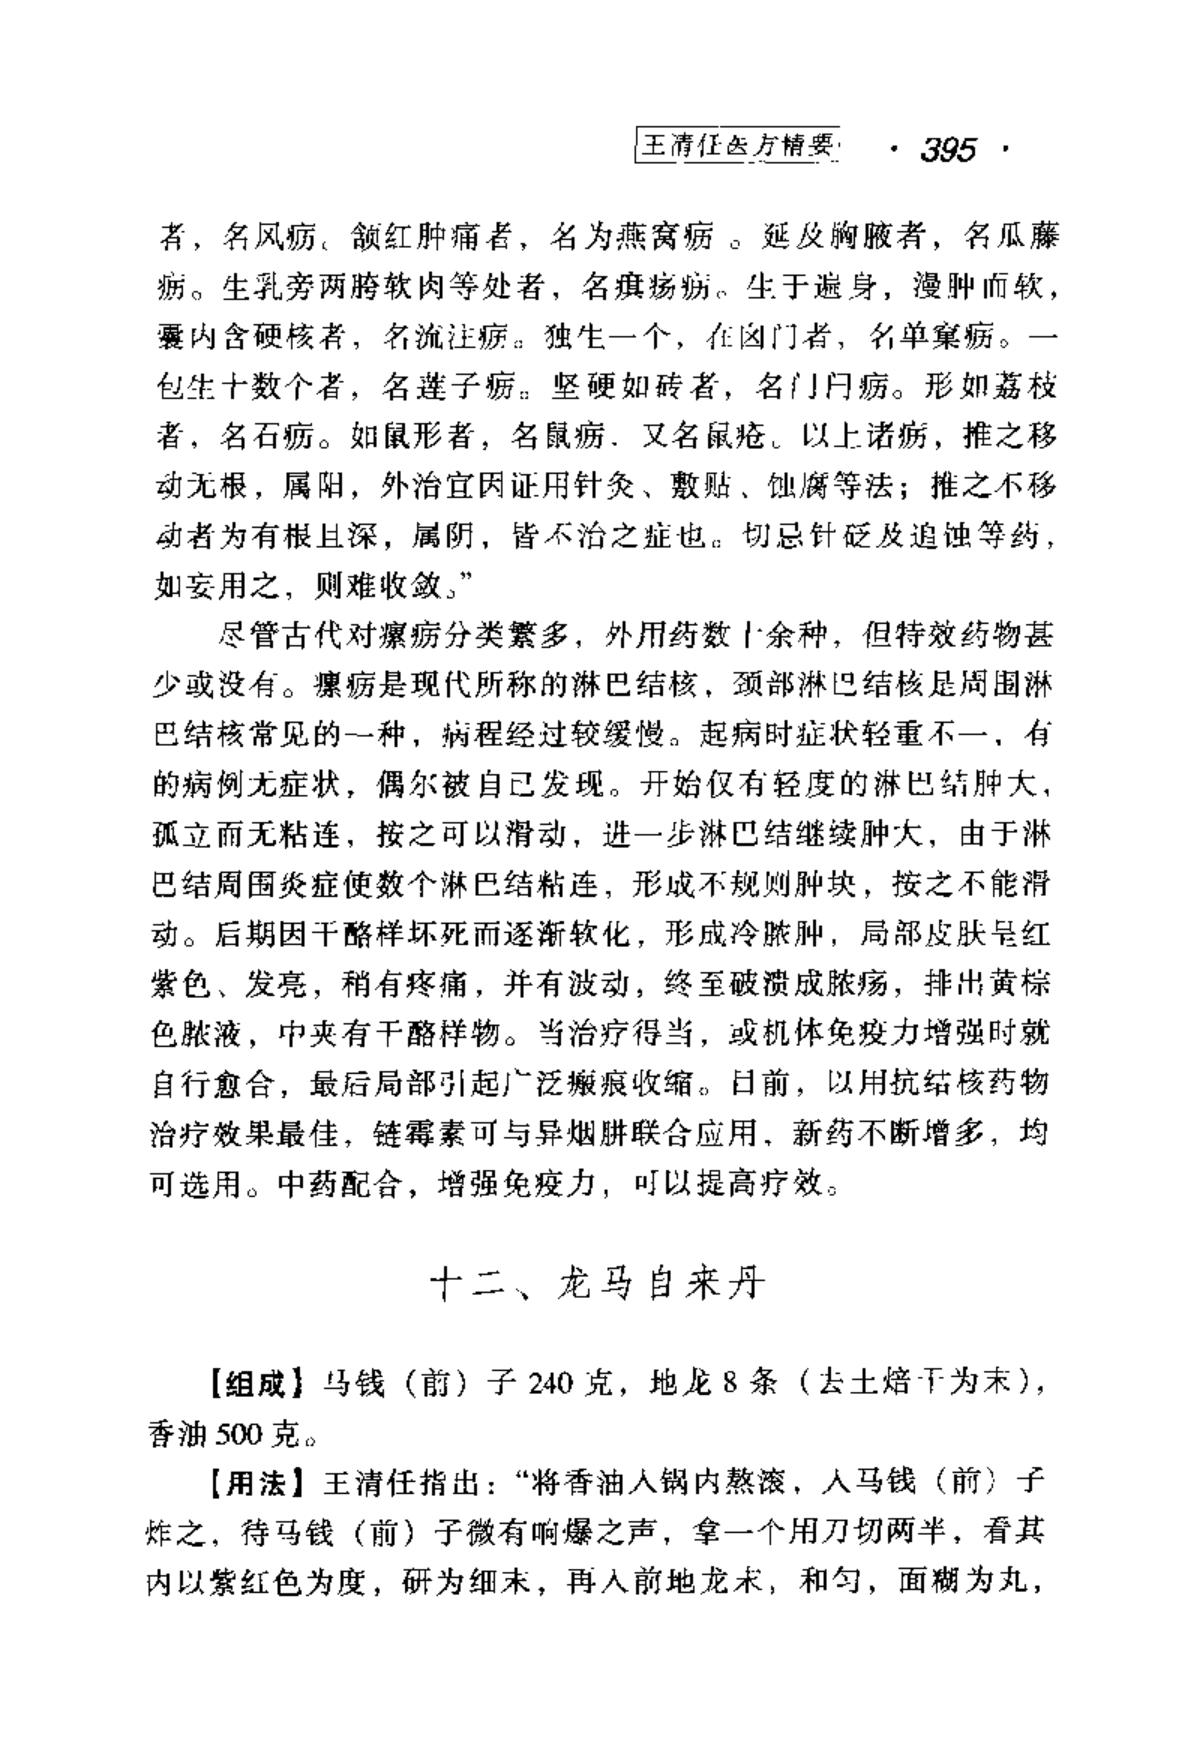 王清任医方精要 · 395 ·
者，名风疬。颔红肿痛者，名为燕窝疬。延及胸腋者，名瓜藤
疬。生乳旁两胯软肉等处者，名㾛疡疬。生于遍身，漫肿而软，
囊内含硬核者，名流注疬。独生一个，在囟门者，名单窠疬。一
包生十数个者，名莲子疬。坚硬如砖者，名门闩疬。形如荔枝
者，名石疬。如鼠形者，名鼠疬．又名鼠疮。以上诸疬，推之移
动无根，属阳，外治宜因证用针灸、敷贴、蚀腐等法；推之不移
动者为有根且深，属阴，皆不治之症也。切忌针砭及追蚀等药，
如妄用之，则难收敛。”
尽管古代对瘰疬分类繁多，外用药数十余种，但特效药物甚
少或没有。瘰疬是现代所称的淋巴结核，颈部淋巴结核是周围淋
巴结核常见的一种，病程经过较缓慢。起病时症状轻重不一，有
的病例无症状，偶尔被自己发现。开始仅有轻度的淋巴结肿大，
孤立而无粘连，按之可以滑动，进一步淋巴结继续肿大，由于淋
巴结周围炎症使数个淋巴结粘连，形成不规则肿块，按之不能滑
动。后期因干酪样坏死而逐渐软化，形成冷脓肿，局部皮肤呈红
紫色、发亮，稍有疼痛，并有波动，终至破溃成脓疡，排出黄棕
色脓液，中夹有干酪样物。当治疗得当，或机体免疫力增强时就
自行愈合，最后局部引起广泛瘢痕收缩。目前，以用抗结核药物
治疗效果最佳，链霉素可与异烟肼联合应用，新药不断增多，均
可选用。中药配合，增强免疫力，可以提高疗效。
十二、龙马自来丹
【组成】马钱（前）子 240 克，地龙 8 条（去土焙干为末），
香油 500 克。
【用法】王清任指出：“将香油入锅内熬滚，入马钱（前）子
炸之，待马钱（前）子微有响爆之声，拿一个用刀切两半，看其
内以紫红色为度，研为细末，再入前地龙末，和匀，面糊为丸，